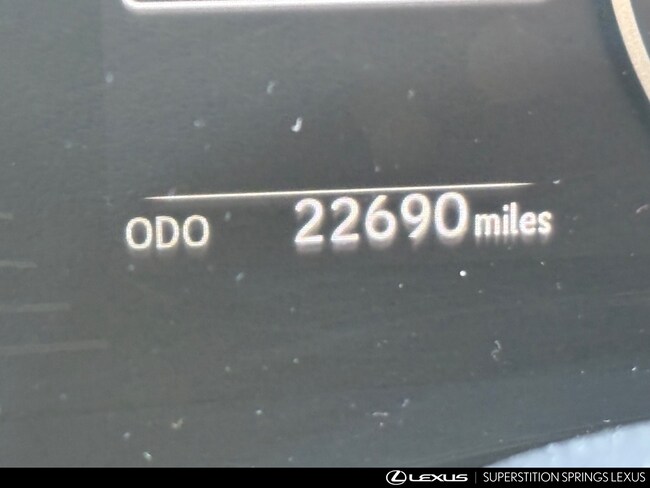 ODO 22690 miles
LEXUS | SUPERSTITION SPRINGS LEXUS